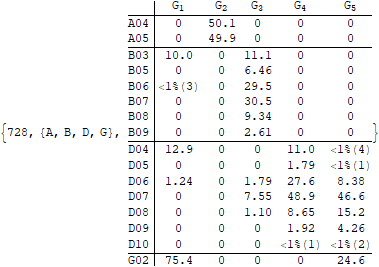 G1 G2 G3 G4 G5
A04 0 50.1 0 0 0
A05 0 49.9 0 0 0
B03 10.0 0 11.1 0 0
B05 0 0 6.46 0 0
B06 <1%(3) 0 29.5 0 0
B07 0 0 30.5 0 0
B08 0 0 9.34 0 0
{728, {A, B, D, G}, B09 0 0 2.61 0 0 }
D04 12.9 0 0 11.0 <1%(4)
D05 0 0 0 1.79 <1%(1)
D06 1.24 0 1.79 27.6 8.38
D07 0 0 7.55 48.9 46.6
D08 0 0 1.10 8.65 15.2
D09 0 0 0 1.92 4.26
D10 0 0 0 <1%(1) <1%(2)
G02 75.4 0 0 0 24.6